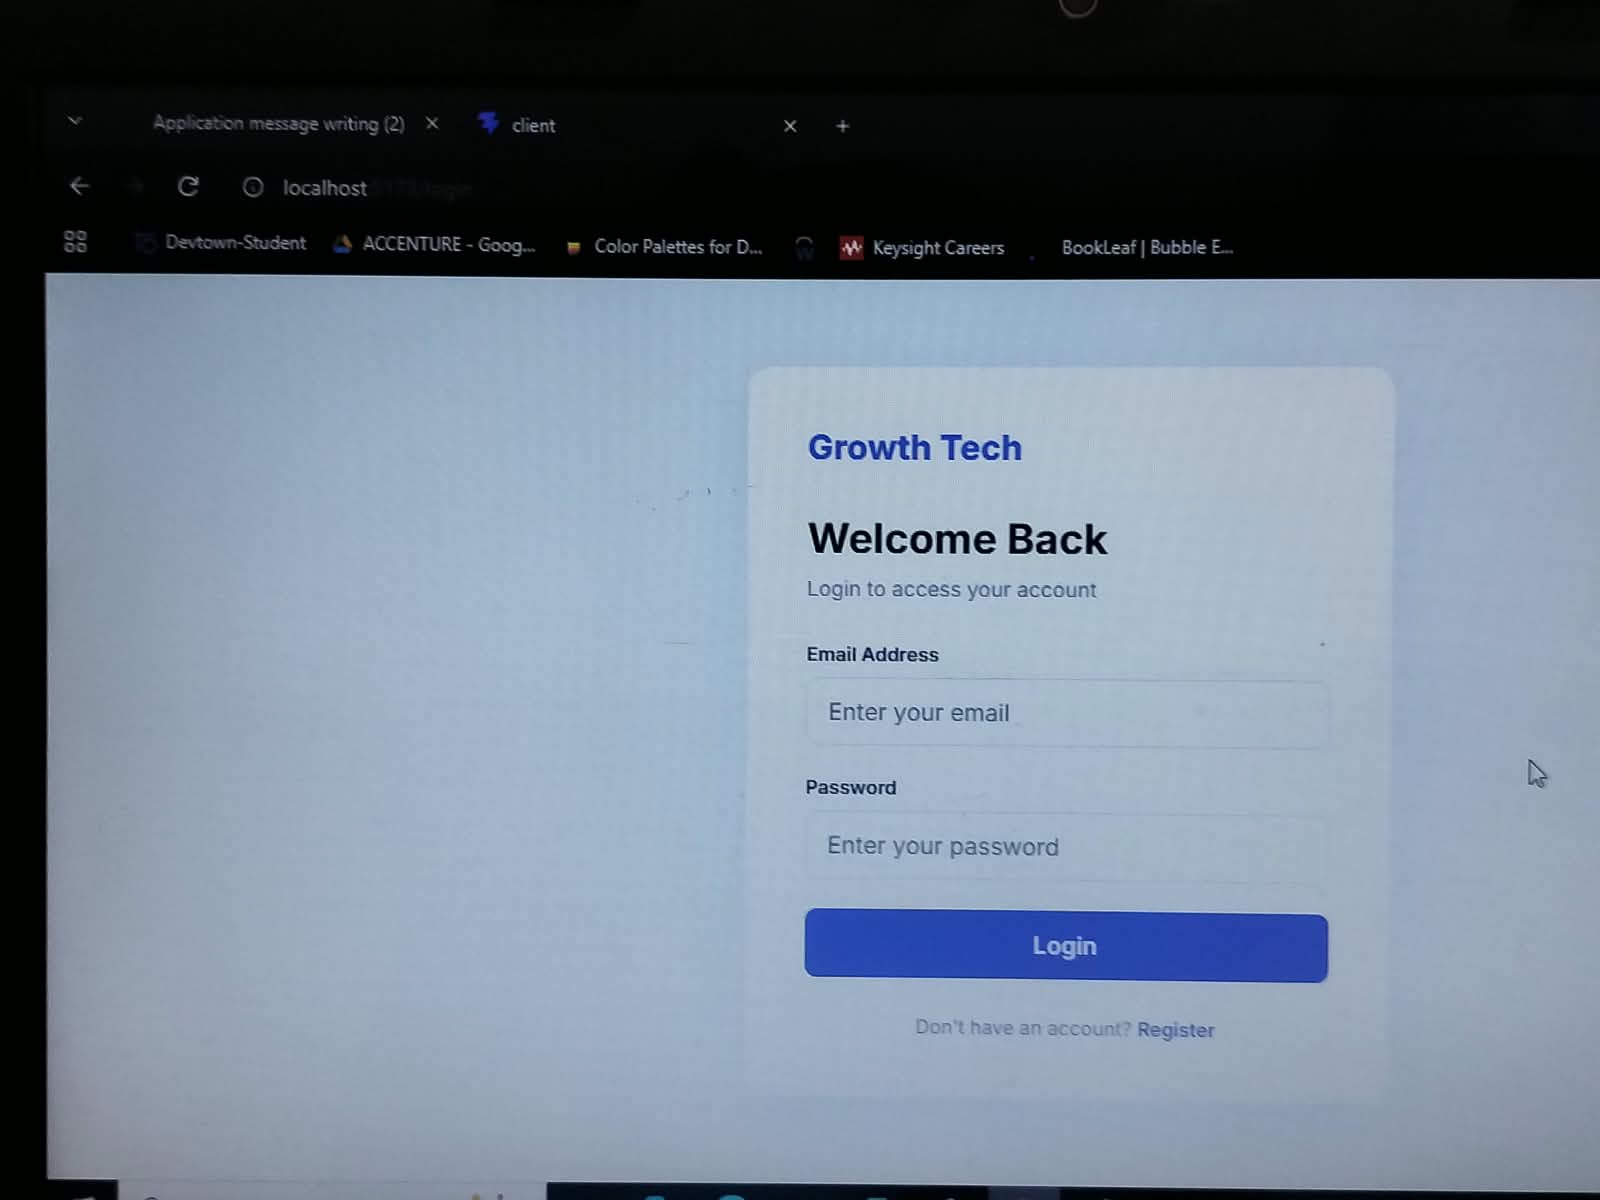 Application message writing (2)
client
localhost
Devtown-Student
ACCENTURE - Goog...
Color Palettes for D...
Keysight Careers
BookLeaf | Bubble E...
Growth Tech
Welcome Back
Login to access your account
Email Address
Enter your email
Password
Enter your password
Login
Don't have an account? Register